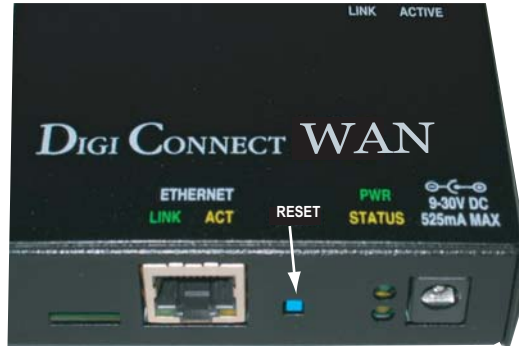 LINK ACTIVE
DIGI CONNECT WAN
ETHERNET
LINK ACT
RESET
PWR
STATUS
9-30V DC
525mA MAX